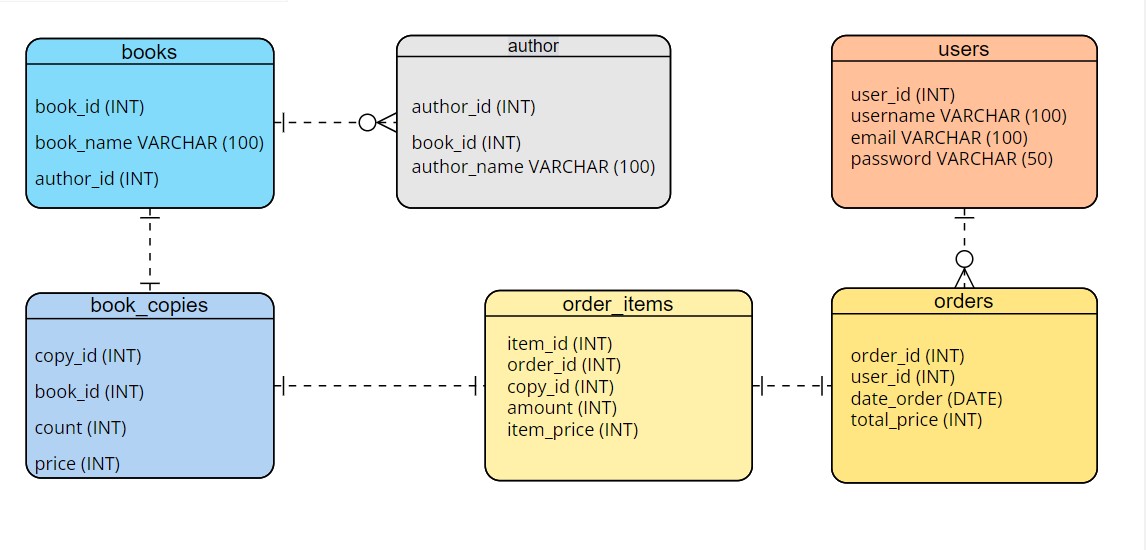 books
book_id (INT)
book_name VARCHAR (100)
author_id (INT)
author
author_id (INT)
book_id (INT)
author_name VARCHAR (100)
users
user_id (INT)
username VARCHAR (100)
email VARCHAR (100)
password VARCHAR (50)
book_copies
copy_id (INT)
book_id (INT)
count (INT)
price (INT)
order_items
item_id (INT)
order_id (INT)
copy_id (INT)
amount (INT)
item_price (INT)
orders
order_id (INT)
user_id (INT)
date_order (DATE)
total_price (INT)